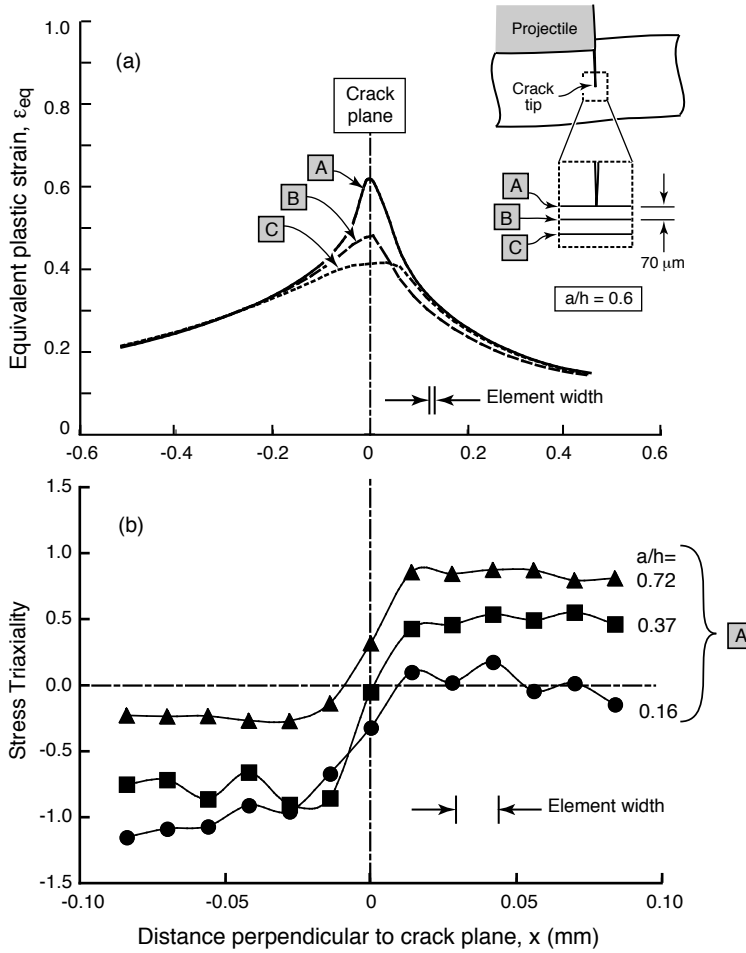 (a)
Equivalent plastic strain, εeq
1.0
0.8
0.6
0.4
0.2
0
-0.6
-0.4
-0.2
0
0.2
0.4
0.6
Crack
plane
A
B
C
Projectile
Crack
tip
A
B
C
70 μm
a/h = 0.6
Element width
(b)
Stress Triaxiality
1.5
1.0
0.5
0.0
-0.5
-1.0
-1.5
-0.10
-0.05
0
0.05
0.10
a/h=
0.72
0.37
0.16
A
Element width
Distance perpendicular to crack plane, x (mm)